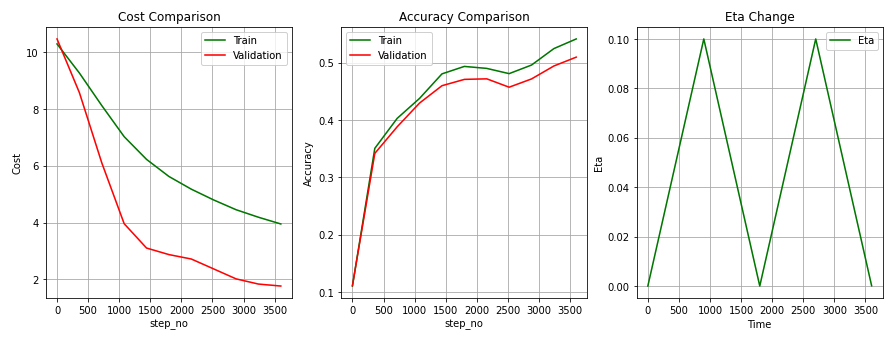 Cost Comparison
Train
Validation
10
8
6
4
2
Cost
0 500 1000 1500 2000 2500 3000 3500
step_no
Accuracy Comparison
Train
Validation
0.5
0.4
0.3
0.2
0.1
Accuracy
0 500 1000 1500 2000 2500 3000 3500
step_no
Eta Change
Eta
0.10
0.08
0.06
0.04
0.02
0.00
Eta
0 500 1000 1500 2000 2500 3000 3500
Time